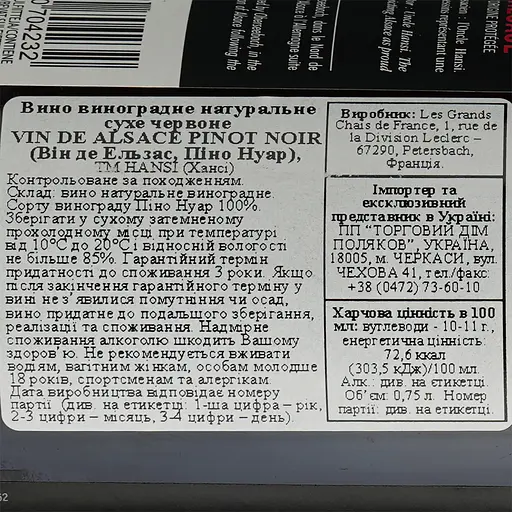 07704232
Вино виноградне натуральне
сухе червоне
VIN DE ALSACE PINOT NOIR
(Він де Ельзас, Піно Нуар),
ТМ HANSI (Хансі)
Контрольоване за походженням.
Склад: вино натуральне виноградне.
Сорту винограду Піно Нуар 100%.
Зберігати у сухому затемненому
прохолодному місці при температурі
від 10°С до 20°С і відносній вологості
не більше 85%. Гарантійний термін
придатності до споживання 3 роки. Якщо
після закінчення гарантійного терміну у
вині не з'явилися помутніння чи осад,
вино придатне до подальшого зберігання,
реалізації та споживання. Надмірне
споживання алкоголю шкодить Вашому
здоров'ю. Не рекомендується вживати
водіям, вагітним жінкам, особам молодше
18 років, спортсменам та алергікам.
Дата виробництва відповідає номеру
партії (див. на етикетці: 1-ша цифра – рік,
2-3 цифри – місяць, 3-4 цифри – день).
Виробник: Les Grands
Chais de France, 1, rue de
la Division Leclerc –
67290, Petersbach,
Франція.
Імпортер та
ексклюзивний
представник в Україні:
ПП "ТОРГОВИЙ ДІМ
ПОЛЯКОВ", УКРАЇНА,
18005, м. ЧЕРКАСИ, вул.
ЧЕХОВА 41, тел./факс:
+38 (0472) 73-60-10
Харчова цінність в 100
мл: вуглеводи - 10-11 г.,
енергетична цінність:
72,6 ккал
(303,5 кДж)/100 мл.
Алк.: див. на етикетці.
Об'єм: 0,75 л. Номер
партії: див. на етикетці.